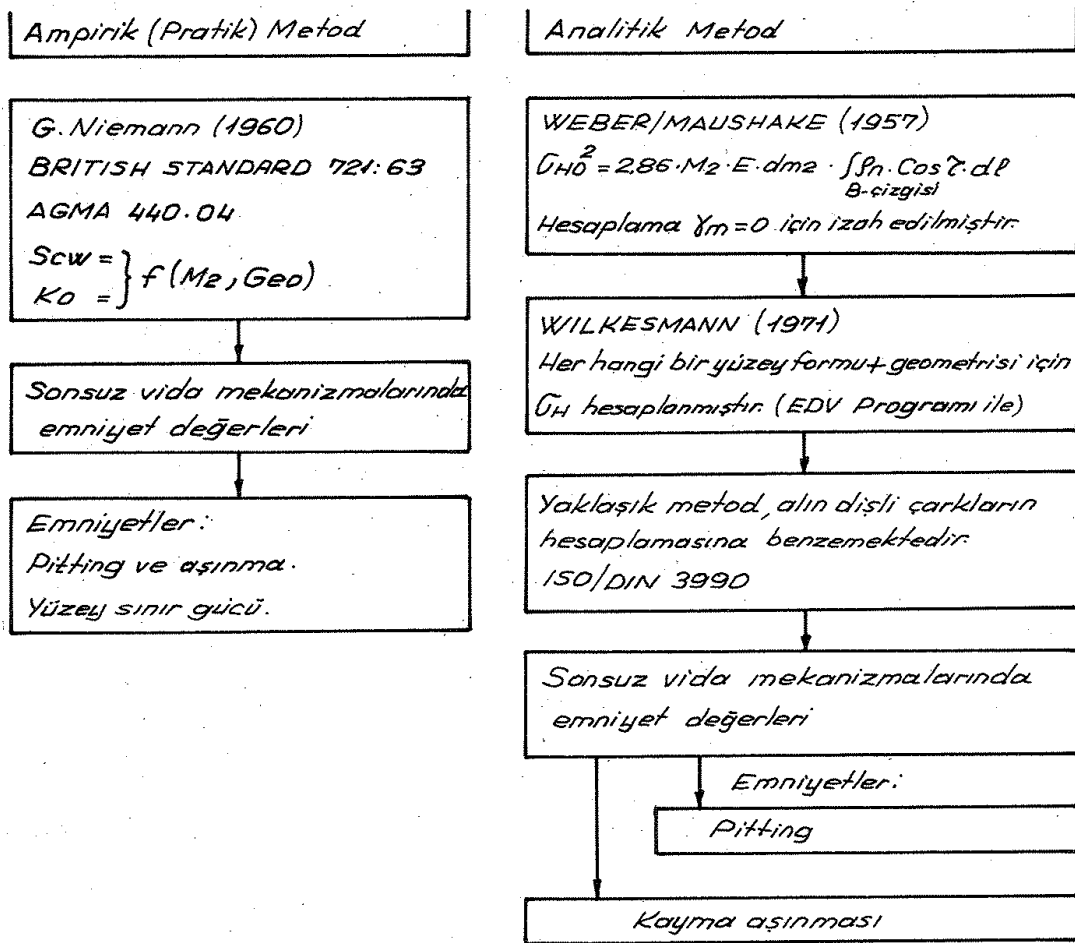 Ampirik (Pratik) Metod
G. Niemann (1960)
BRITISH STANDARD 721:63
AGMA 440.04
Scw =
Ko =
} f (M2, Geo)
Sonsuz vida mekanizmalarında
emniyet değerleri
Emniyetler:
Pitting ve aşınma.
Yüzey sınır gücü.
Analitik Metod
WEBER/MAUSHAKE (1957)
σHo² = 2.86·M2·E·dm2 · ∫ρn·Cos τ·dℓ
B-çizgisi
Hesaplama γm=0 için izah edilmiştir.
WILKESMANN (1971)
Her hangi bir yüzey formu+geometrisi için
σH hesaplanmıştır. (EDV Programı ile)
Yaklaşık metod, alın dişli çarkların
hesaplamasına benzemektedir.
ISO/DIN 3990
Sonsuz vida mekanizmalarında
emniyet değerleri
Emniyetler:
Pitting
Kayma aşınması